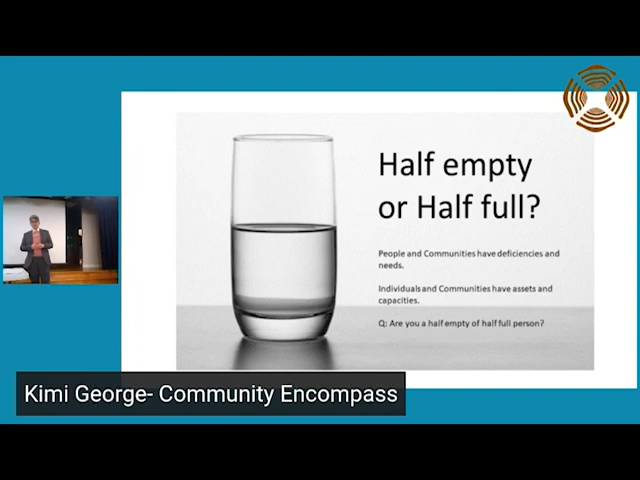 Half empty
or Half full?
People and Communities have deficiencies and
needs.
Individuals and Communities have assets and
capacities.
Q: Are you a half empty of half full person?
Kimi George- Community Encompass